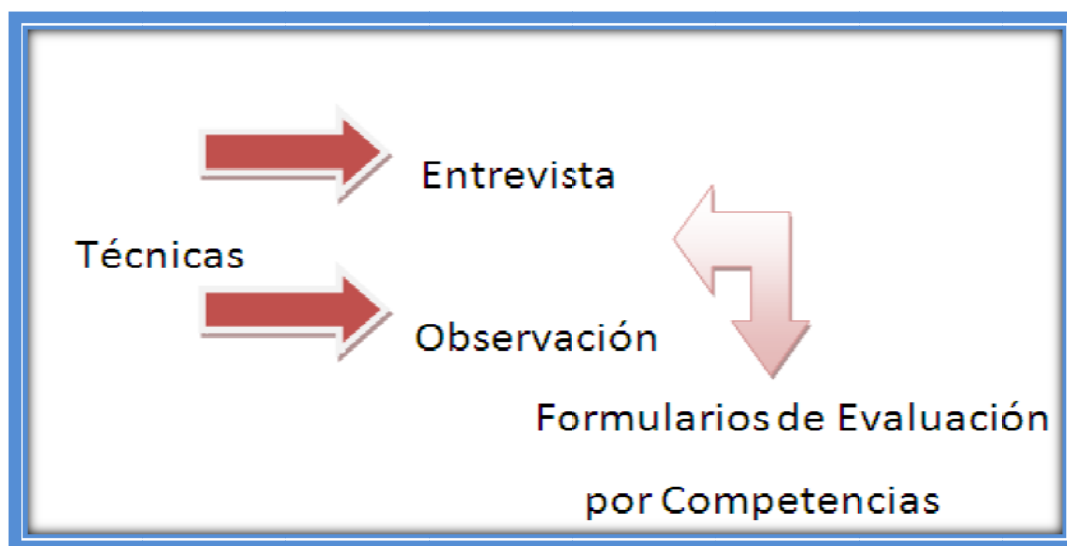 Entrevista
Técnicas
Observación
Formularios de Evaluación
por Competencias